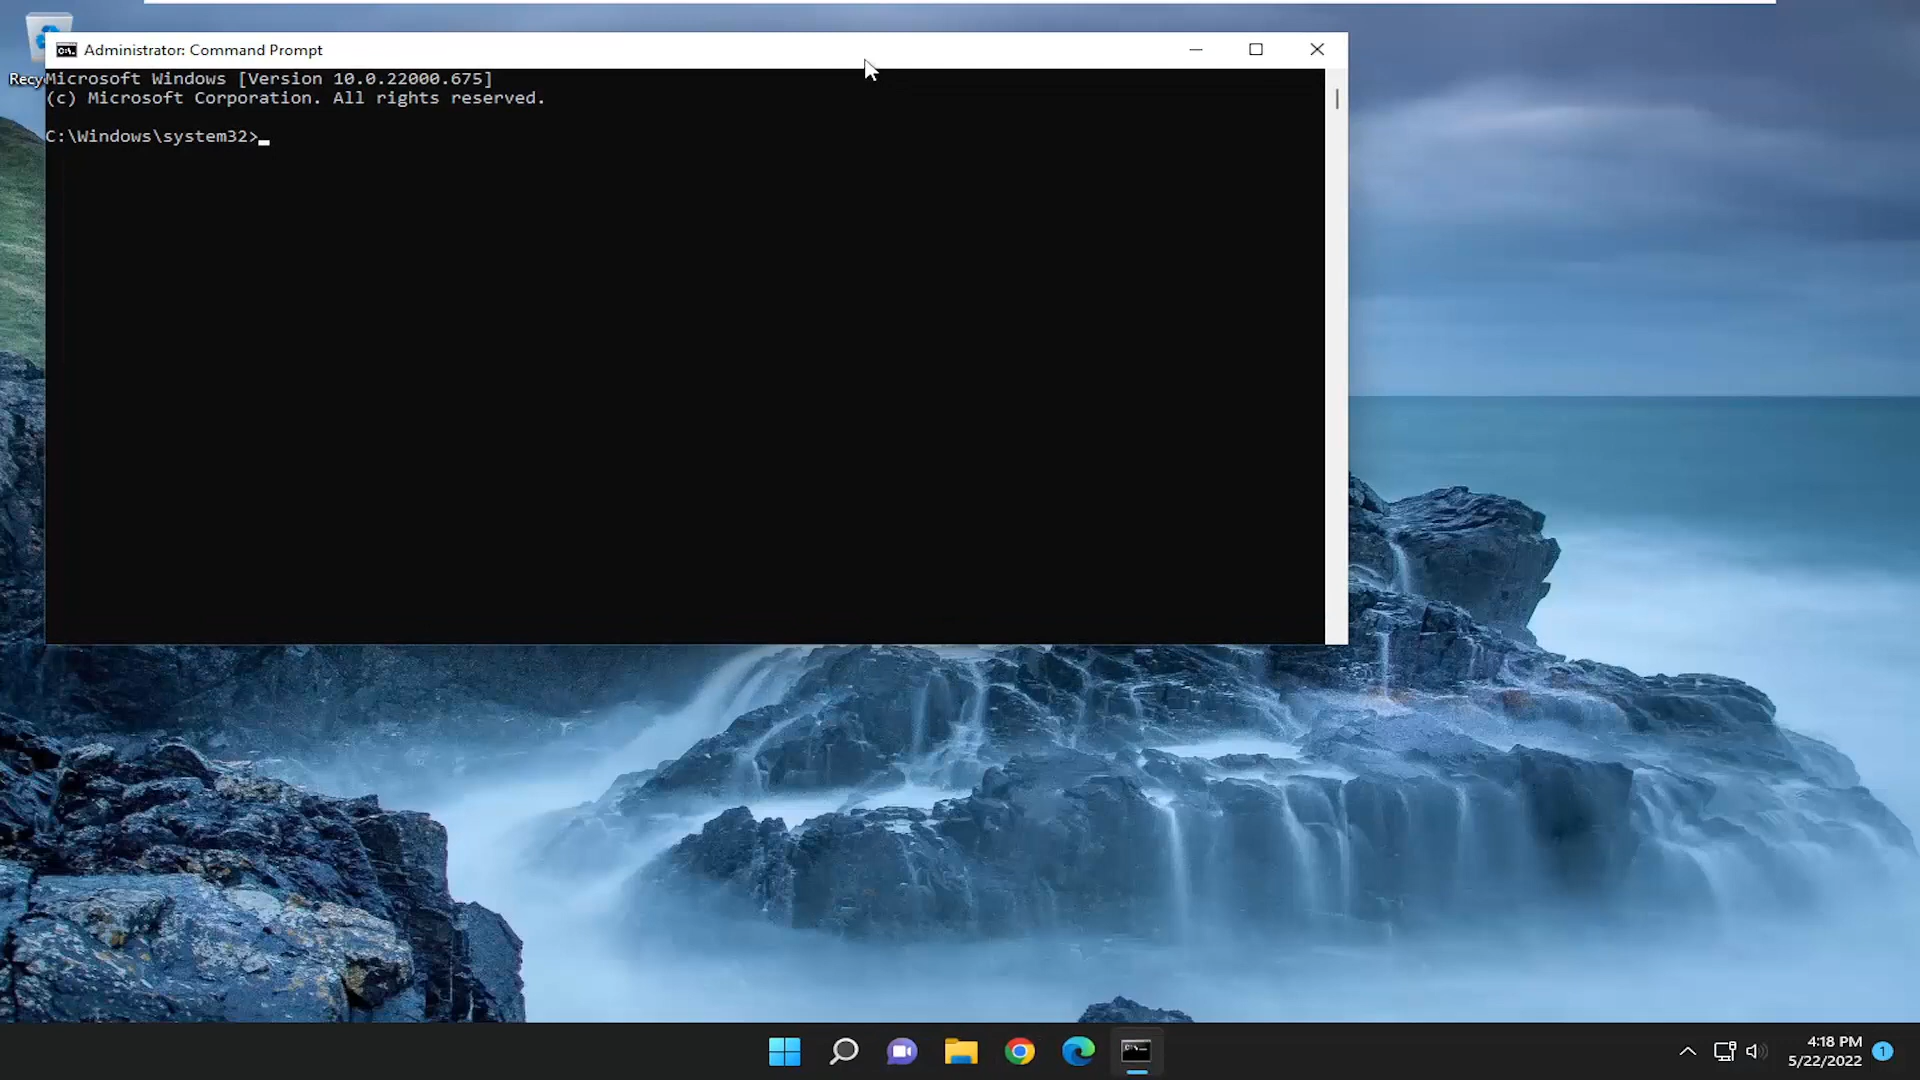 Administrator: Command Prompt
Recy
Microsoft Windows [Version 10.0.22000.675]
(c) Microsoft Corporation. All rights reserved.
C:\Windows\system32>
4:18 PM
5/22/2022
1